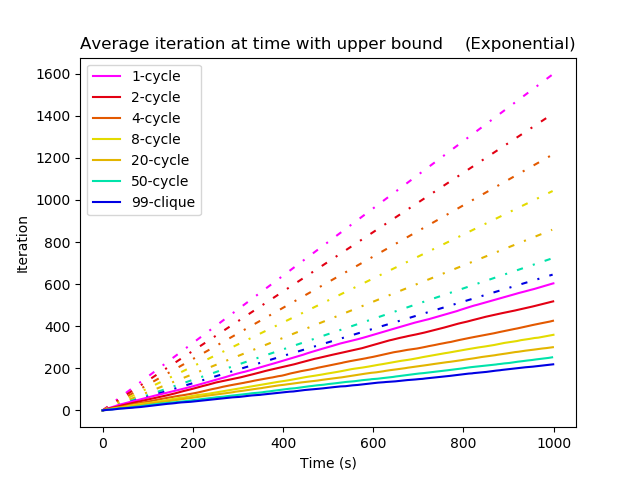 Average iteration at time with upper bound (Exponential)
1600
1400
1200
1000
800
600
400
200
0
Iteration
1-cycle
2-cycle
4-cycle
8-cycle
20-cycle
50-cycle
99-clique
0 200 400 600 800 1000
Time (s)